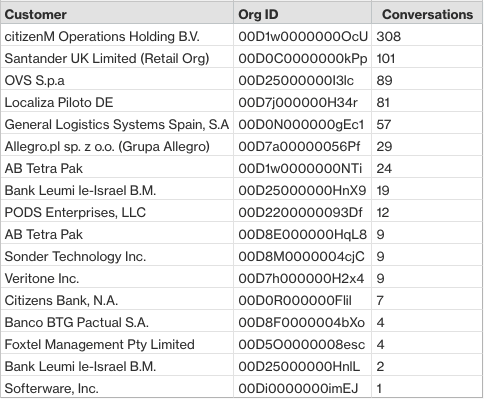 Customer Org ID Conversations
citizenM Operations Holding B.V. 00D1w0000000OcU 308
Santander UK Limited (Retail Org) 00D0C0000000kPp 101
OVS S.p.a 00D25000000I3lc 89
Localiza Piloto DE 00D7j000000H34r 81
General Logistics Systems Spain, S.A 00D0N000000gEc1 57
Allegro.pl sp. z o.o. (Grupa Allegro) 00D7a00000056Pf 29
AB Tetra Pak 00D1w0000000NTi 24
Bank Leumi le-Israel B.M. 00D25000000HnX9 19
PODS Enterprises, LLC 00D2200000093Df 12
AB Tetra Pak 00D8E000000HqL8 9
Sonder Technology Inc. 00D8M0000004cjC 9
Veritone Inc. 00D7h000000H2x4 9
Citizens Bank, N.A. 00D0R000000Flil 7
Banco BTG Pactual S.A. 00D8F0000004bXo 4
Foxtel Management Pty Limited 00D5O0000008esc 4
Bank Leumi le-Israel B.M. 00D25000000HnlL 2
Softerware, Inc. 00Di0000000imEJ 1